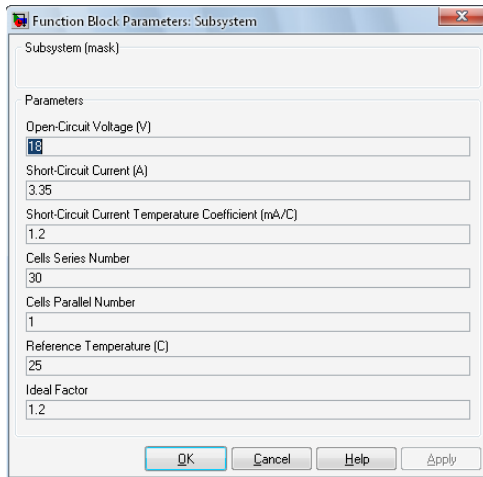 Function Block Parameters: Subsystem
Subsystem (mask)
Parameters
Open-Circuit Voltage (V)
18
Short-Circuit Current (A)
3.35
Short-Circuit Current Temperature Coefficient (mA/C)
1.2
Cells Series Number
30
Cells Parallel Number
1
Reference Temperature (C)
25
Ideal Factor
1.2
OK Cancel Help Apply